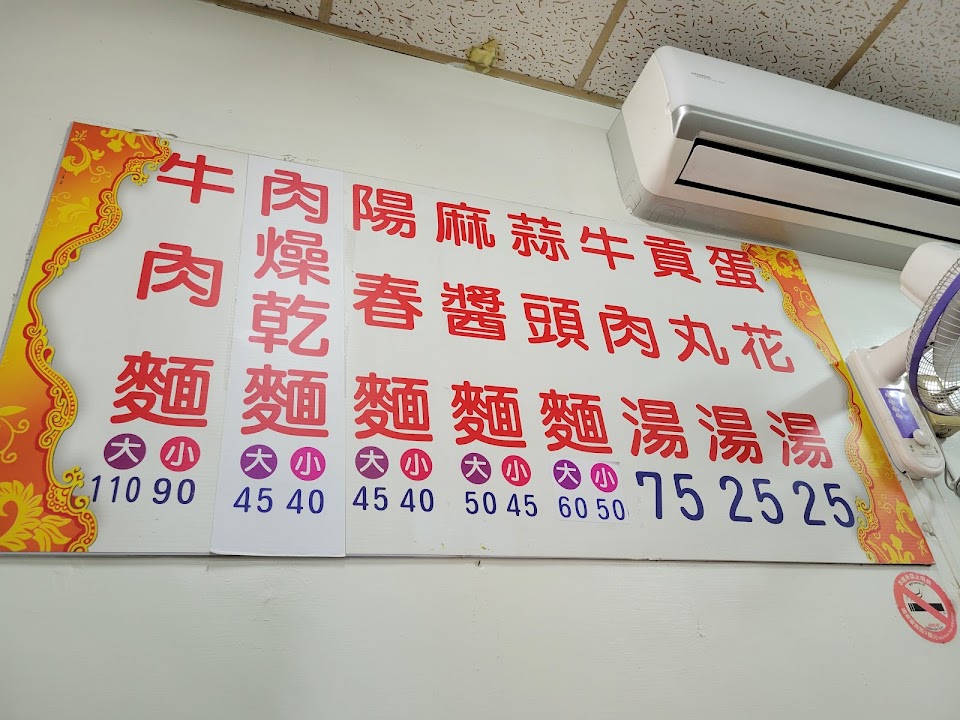 牛肉麵
大 小
110 90
肉燥乾麵
大 小
45 40
陽春麵
大 小
45 40
麻醬麵
大 小
50 45
蒜頭麵
大 小
60 50
牛肉湯
75
貢丸湯
25
蛋花湯
25